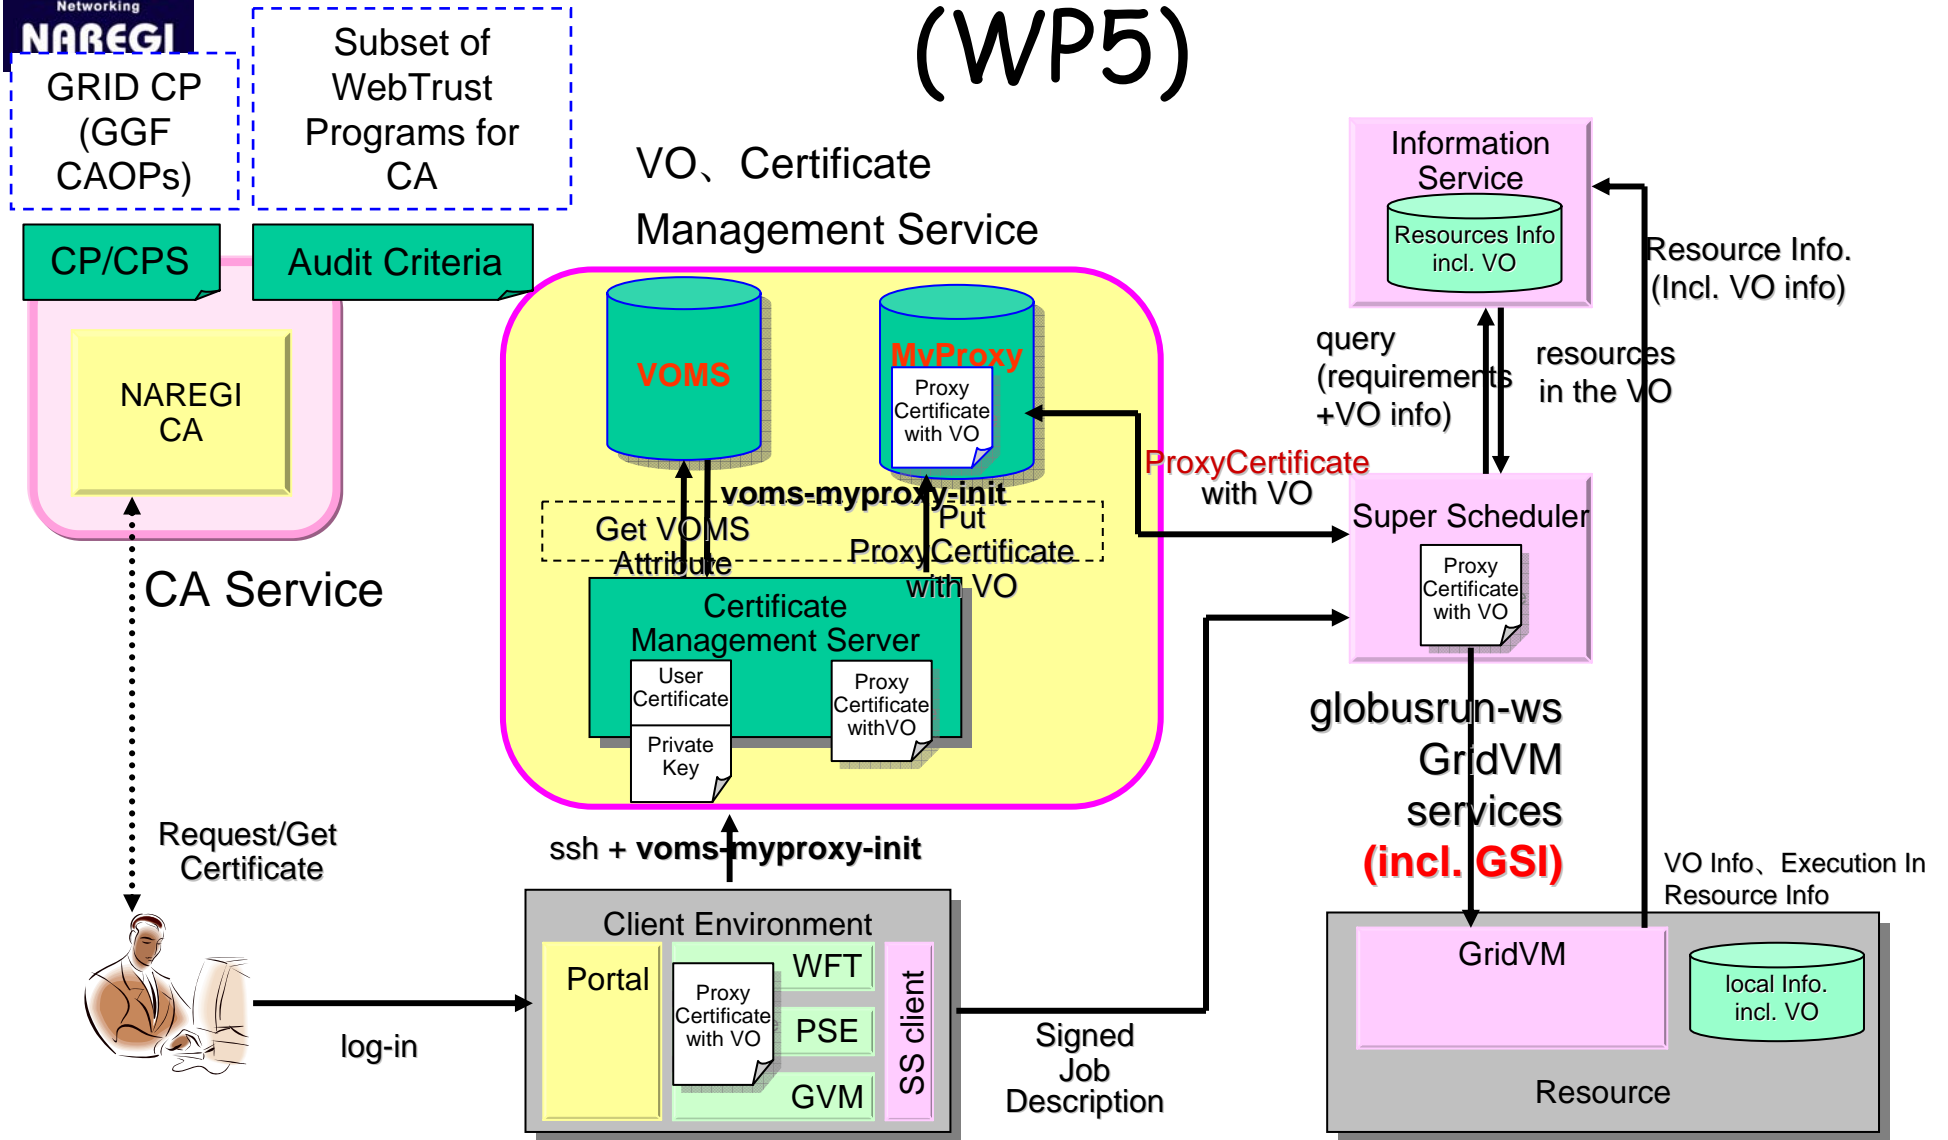 Networking
NAREGI
(WP5)
GRID CP
(GGF
CAOPs)
Subset of
WebTrust
Programs for
CA
CP/CPS
Audit Criteria
NAREGI
CA
CA Service
Request/Get
Certificate
log-in
VO、Certificate
Management Service
VOMS
MyProxy
Proxy
Certificate
with VO
voms-myproxy-init
Get VOMS
Attribute
Put
ProxyCertificate
with VO
Certificate
Management Server
User
Certificate
Private
Key
Proxy
Certificate
withVO
ssh + voms-myproxy-init
Client Environment
Portal
Proxy
Certificate
with VO
WFT
PSE
GVM
SS client
Signed
Job
Description
Information
Service
Resources Info
incl. VO
Resource Info.
(Incl. VO info)
query
(requirements
+VO info)
resources
in the VO
ProxyCertificate
with VO
Super Scheduler
Proxy
Certificate
with VO
globusrun-ws
GridVM
services
(incl. GSI)
VO Info、Execution In
Resource Info
GridVM
local Info.
incl. VO
Resource